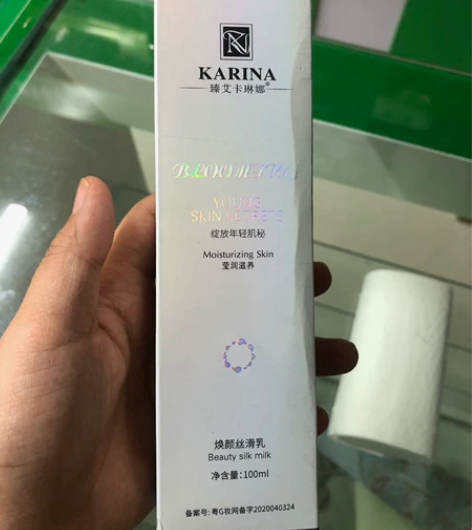 KARINA
臻艾卡琳娜®
YOUNG
SKIN SECRETS
绽放年轻肌秘
Moisturizing Skin
莹润滋养
焕颜丝滑乳
Beauty silk milk
净含量：100ml
备案号：粤G妆网备字2020040324